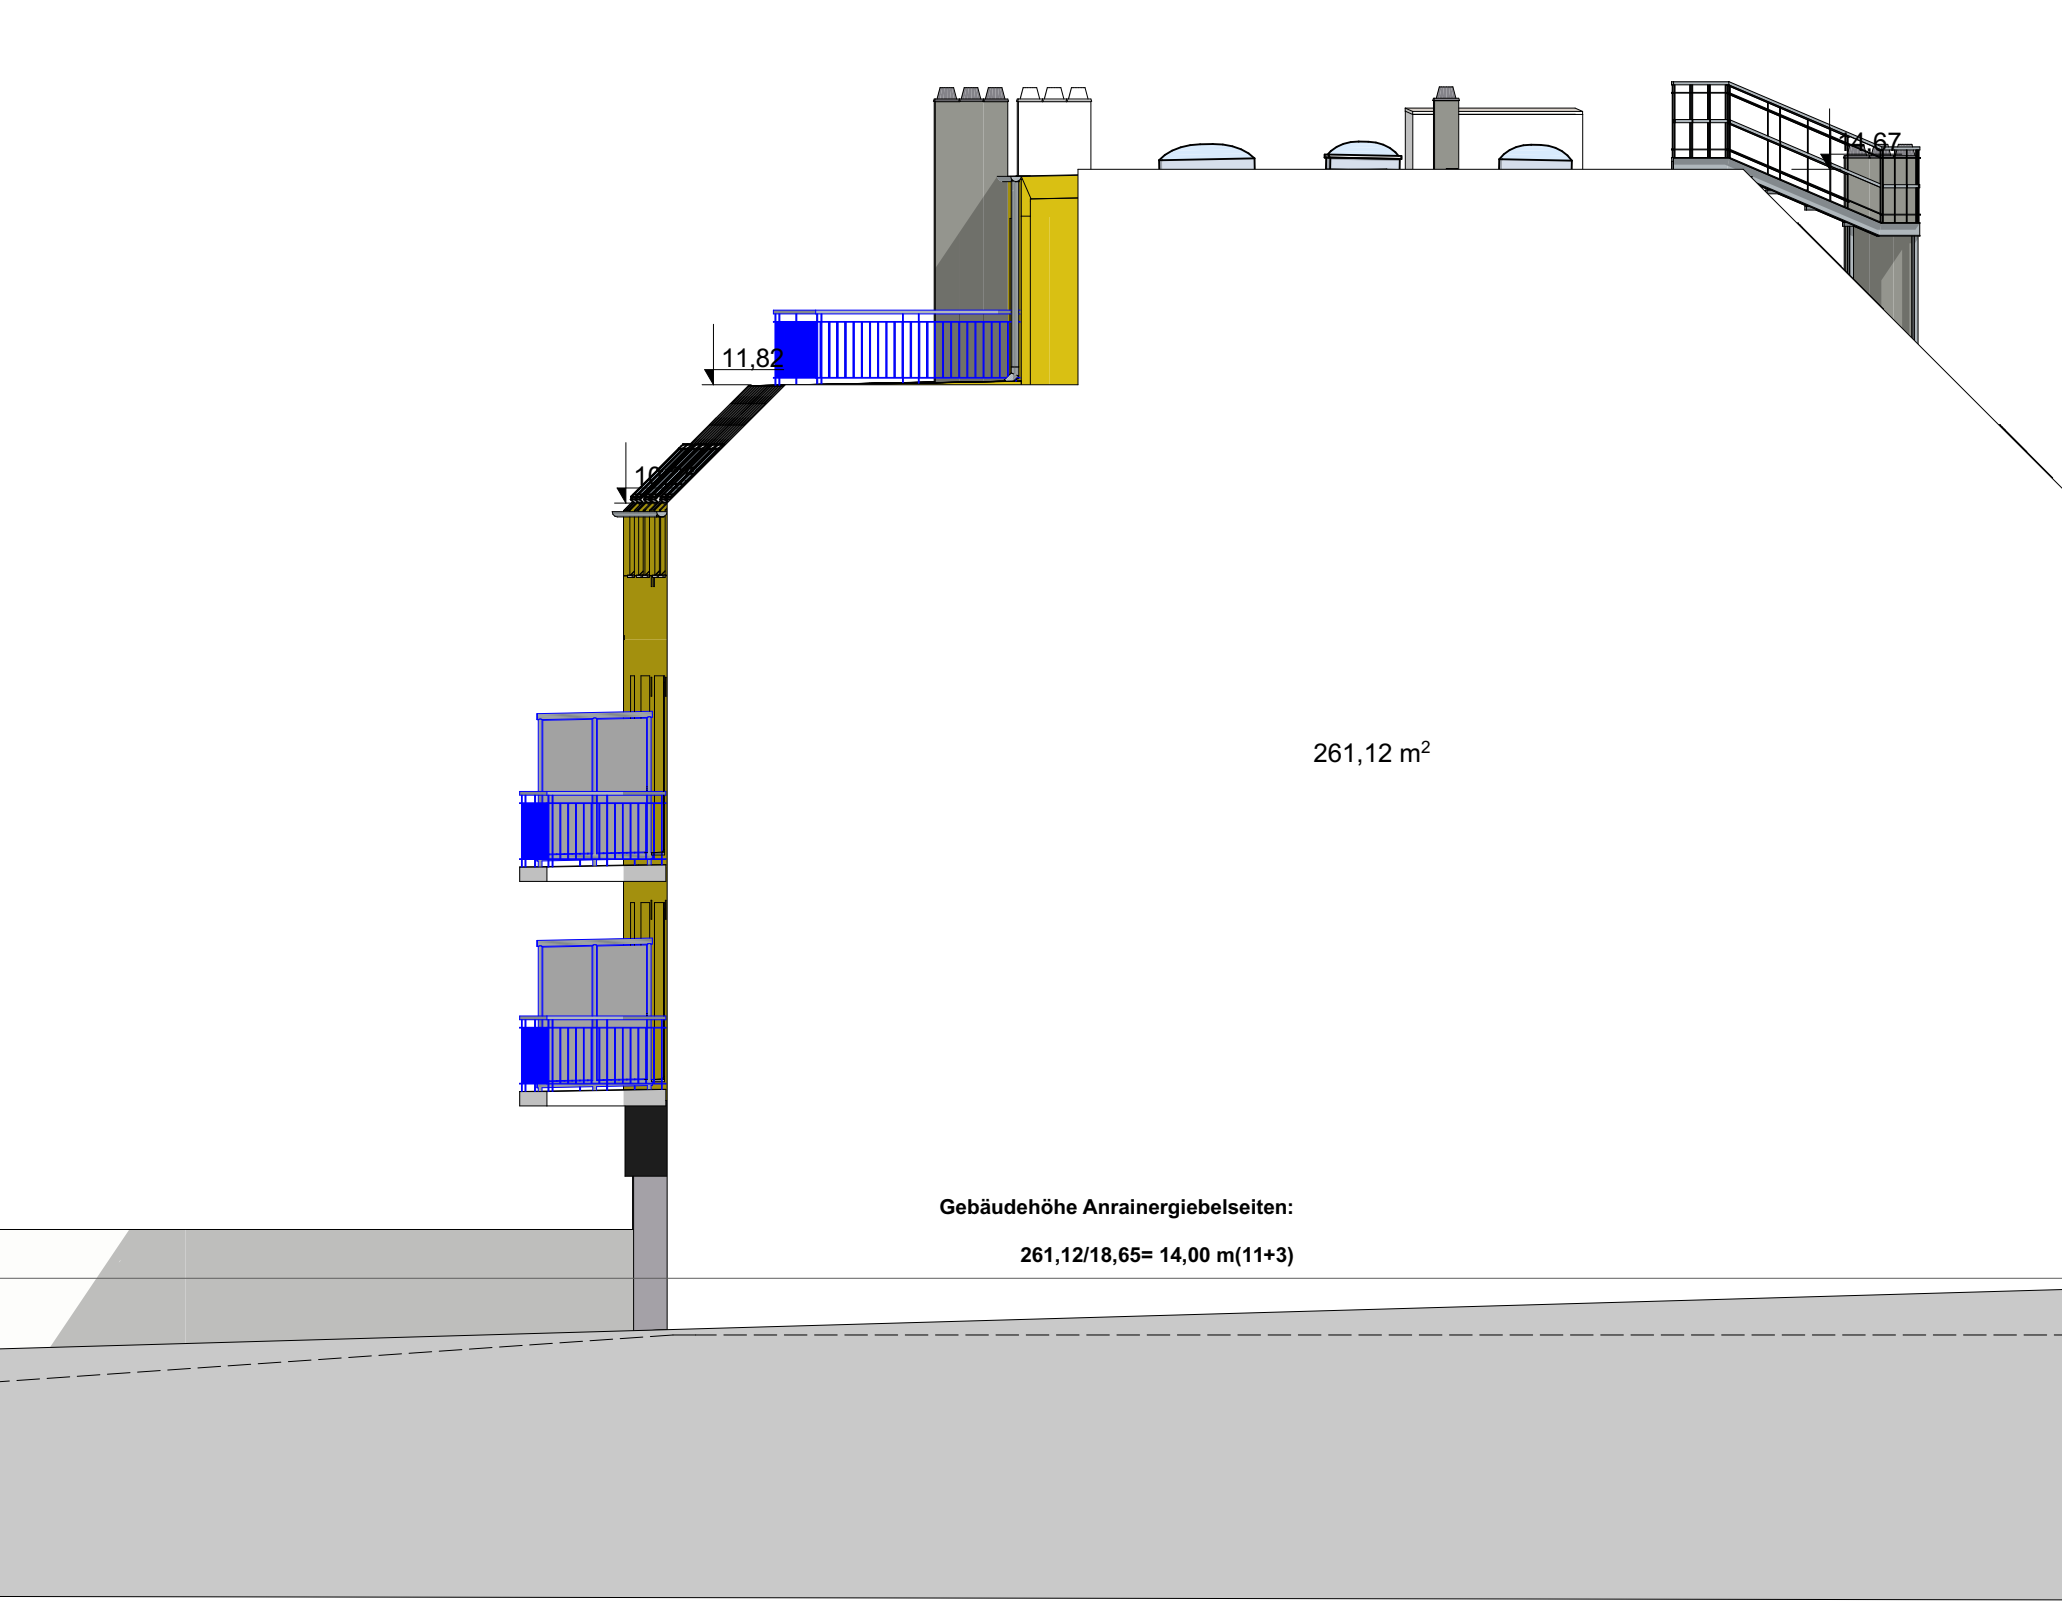 14,67
11,82
261,12 m²
Gebäudehöhe Anrainergiebelseiten:
261,12/18,65= 14,00 m(11+3)